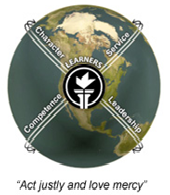 Character
Service
LEARNERS
Competence
Leadership
“Act justly and love mercy”